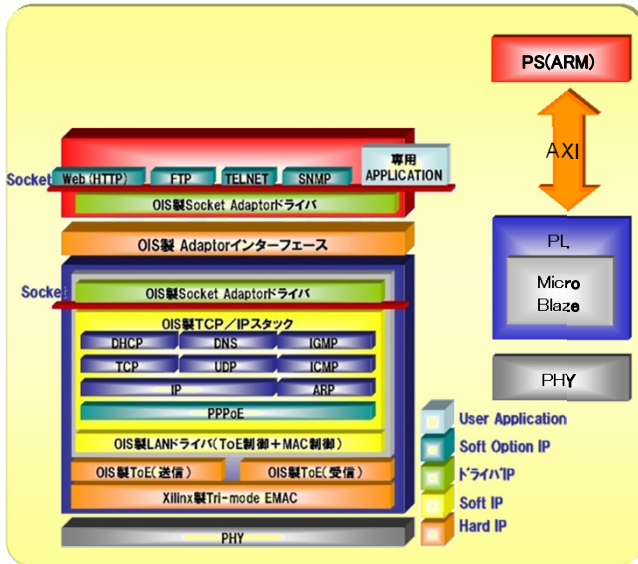 PS(ARM)
AXI
PL
Micro
Blaze
PHY
専用
APPLICATION
Socket
Web (HTTP)
FTP
TELNET
SNMP
OIS製Socket Adaptorドライバ
OIS製 Adaptorインターフェース
Socket
OIS製Socket Adaptorドライバ
OIS製TCP／IPスタック
DHCP
DNS
IGMP
TCP
UDP
ICMP
IP
ARP
PPPoE
OIS製LANドライバ(ToE制御＋MAC制御)
OIS製ToE(送信)
OIS製ToE(受信)
Xilinx製Tri-mode EMAC
PHY
User Application
Soft Option IP
ドライバIP
Soft IP
Hard IP